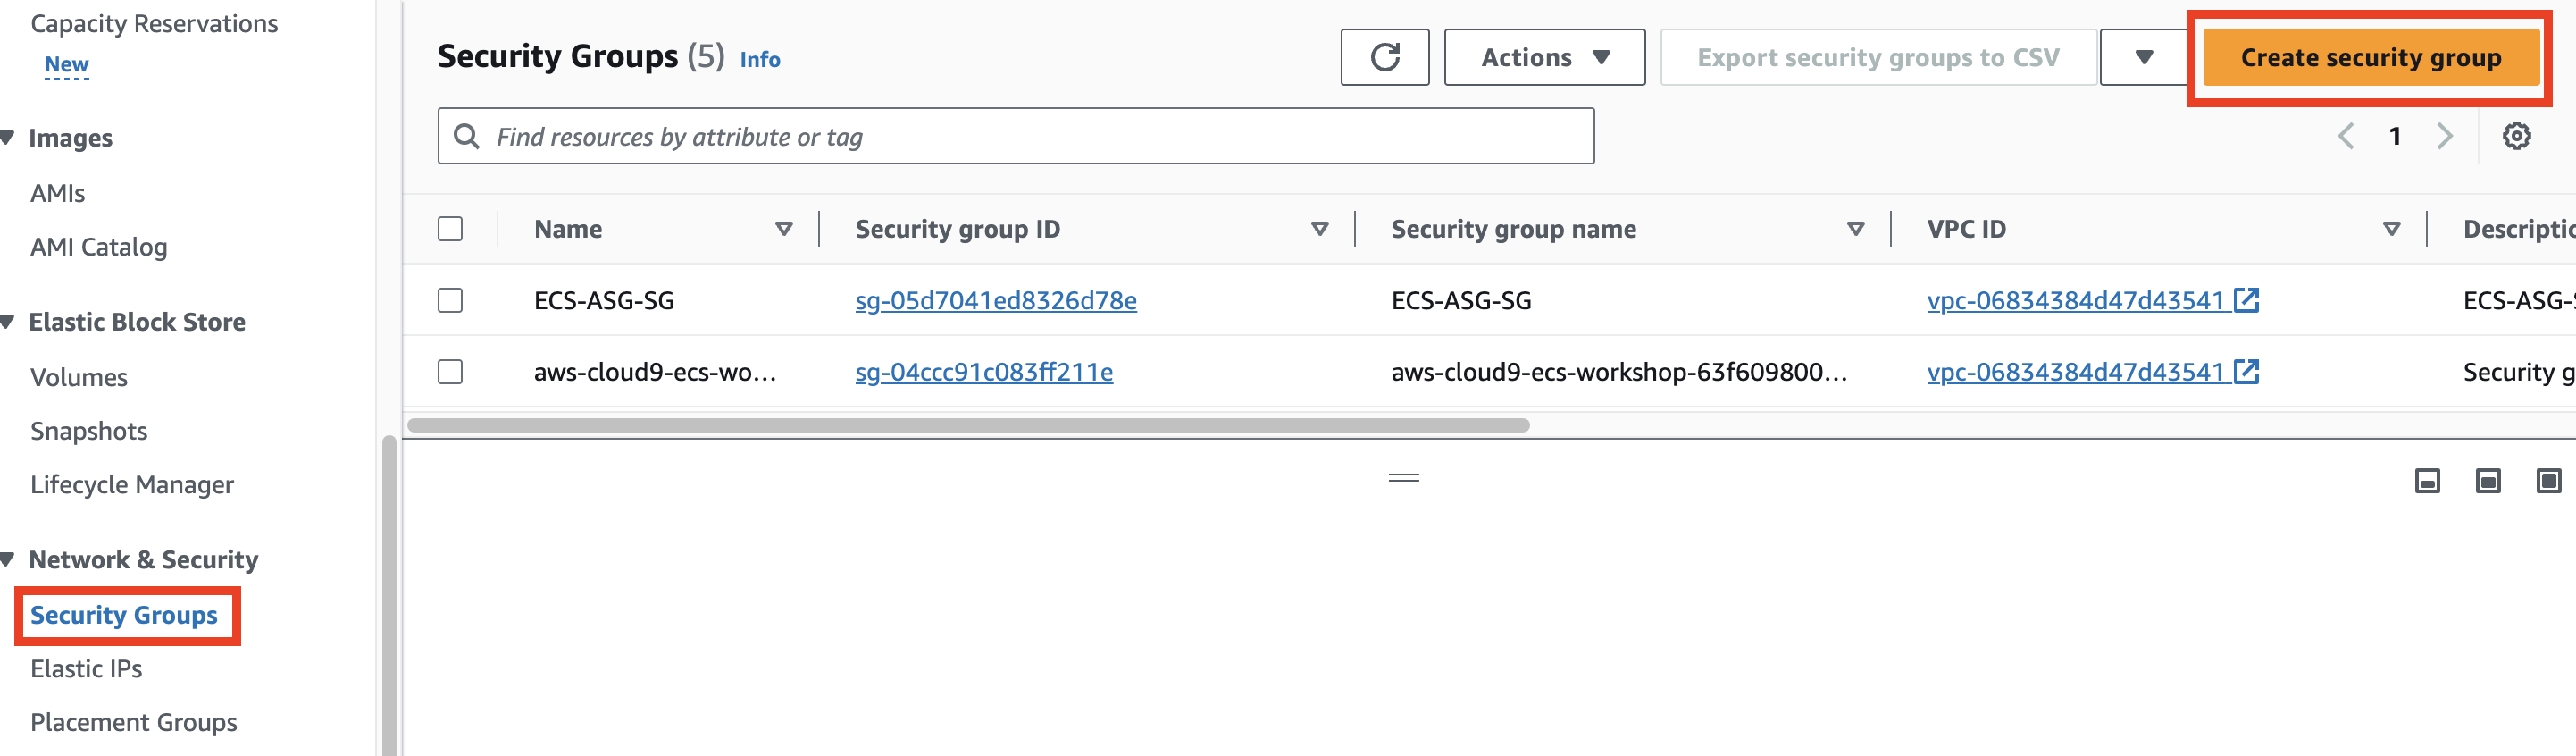 Capacity Reservations
New
Images
AMIs
AMI Catalog
Elastic Block Store
Volumes
Snapshots
Lifecycle Manager
Network & Security
Security Groups
Elastic IPs
Placement Groups
Security Groups (5) Info
Actions
Export security groups to CSV
Create security group
Find resources by attribute or tag
1
Name Security group ID Security group name VPC ID Descriptio
ECS-ASG-SG sg-05d7041ed8326d78e ECS-ASG-SG vpc-06834384d47d43541 ECS-ASG-S
aws-cloud9-ecs-wo... sg-04ccc91c083ff211e aws-cloud9-ecs-workshop-63f609800... vpc-06834384d47d43541 Security g